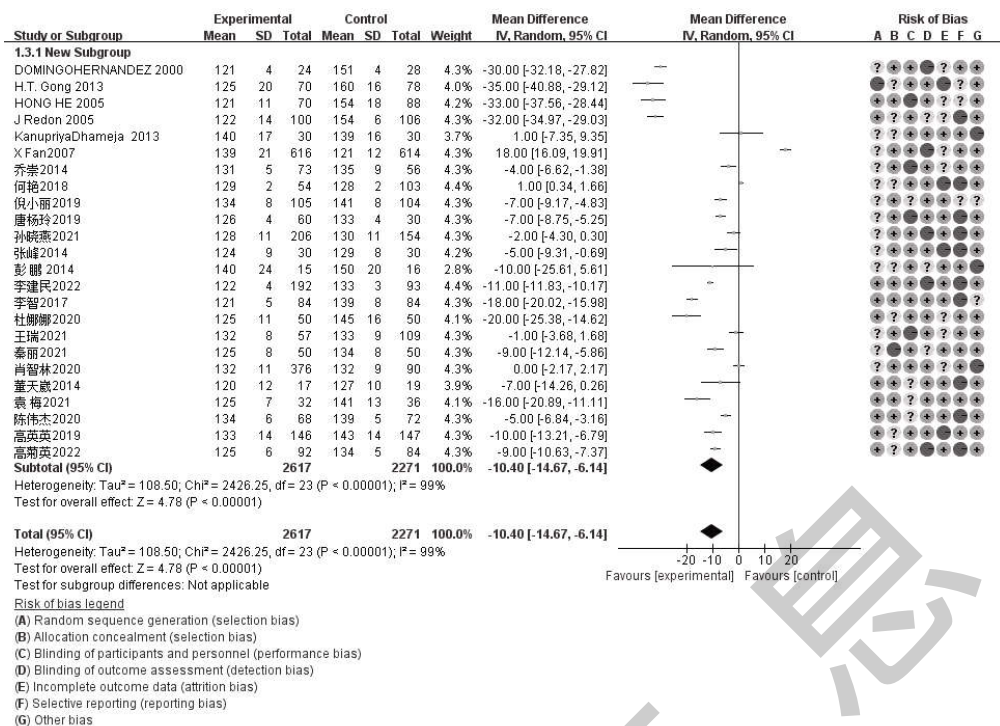 Experimental Control Mean Difference Mean Difference Risk of Bias
Study or Subgroup Mean SD Total Mean SD Total Weight IV, Random, 95% CI IV, Random, 95% CI A B C D E F G
1.3.1 New Subgroup
DOMINGOHERNANDEZ 2000 121 4 24 151 4 28 4.3% -30.00 [-32.18, -27.82]
H.T. Gong 2013 125 20 70 160 16 78 4.0% -35.00 [-40.88, -29.12]
HONG HE 2005 121 11 70 154 18 88 4.1% -33.00 [-37.56, -28.44]
J Redon 2005 122 14 100 154 6 106 4.2% -32.00 [-34.97, -29.03]
KanupriyaDhameja 2013 140 17 30 139 16 30 3.7% 1.00 [-7.35, 9.35]
X Fan2007 139 21 616 121 12 614 4.3% 18.00 [16.09, 19.91]
乔崇2014 131 5 73 135 9 56 4.3% -4.00 [-6.62, -1.38]
何艳2018 129 2 54 128 2 103 4.4% 1.00 [0.34, 1.66]
倪小丽2019 134 8 105 141 8 104 4.3% -7.00 [-9.17, -4.83]
唐杨玲2019 126 4 60 133 4 30 4.3% -7.00 [-8.75, -5.25]
孙晓燕2021 128 11 206 130 11 154 4.3% -2.00 [-4.30, 0.30]
张峰2014 124 9 30 129 8 30 4.2% -5.00 [-9.31, -0.69]
彭 鹏 2014 140 24 15 150 20 16 2.8% -10.00 [-25.61, 5.61]
李建民2022 122 4 192 133 3 93 4.4% -11.00 [-11.83, -10.17]
李智2017 121 5 84 139 8 84 4.3% -18.00 [-20.02, -15.98]
杜娜娜2020 125 11 50 145 16 50 4.1% -20.00 [-25.38, -14.62]
王瑞2021 132 8 57 133 9 109 4.3% -1.00 [-3.68, 1.68]
秦丽2021 125 8 50 134 8 50 4.2% -9.00 [-12.14, -5.86]
肖智林2020 132 11 376 132 9 90 4.3% 0.00 [-2.17, 2.17]
董天崴2014 120 12 17 127 10 19 3.9% -7.00 [-14.26, 0.26]
袁 梅2021 125 7 32 141 13 36 4.1% -16.00 [-20.89, -11.11]
陈伟杰2020 134 6 68 139 5 72 4.3% -5.00 [-6.84, -3.16]
高英英2019 133 14 146 143 14 147 4.2% -10.00 [-13.21, -6.79]
高菊英2022 125 6 92 134 5 84 4.3% -9.00 [-10.63, -7.37]
Subtotal (95% CI) 2617 2271 100.0% -10.40 [-14.67, -6.14]
Heterogeneity: Tau² = 108.50; Chi² = 2426.25, df = 23 (P < 0.00001); I² = 99%
Test for overall effect: Z = 4.78 (P < 0.00001)
Total (95% CI) 2617 2271 100.0% -10.40 [-14.67, -6.14]
Heterogeneity: Tau² = 108.50; Chi² = 2426.25, df = 23 (P < 0.00001); I² = 99%
Test for overall effect: Z = 4.78 (P < 0.00001)
Test for subgroup differences: Not applicable
-20 -10 0 10 20
Favours [experimental] Favours [control]
Risk of bias legend
(A) Random sequence generation (selection bias)
(B) Allocation concealment (selection bias)
(C) Blinding of participants and personnel (performance bias)
(D) Blinding of outcome assessment (detection bias)
(E) Incomplete outcome data (attrition bias)
(F) Selective reporting (reporting bias)
(G) Other bias